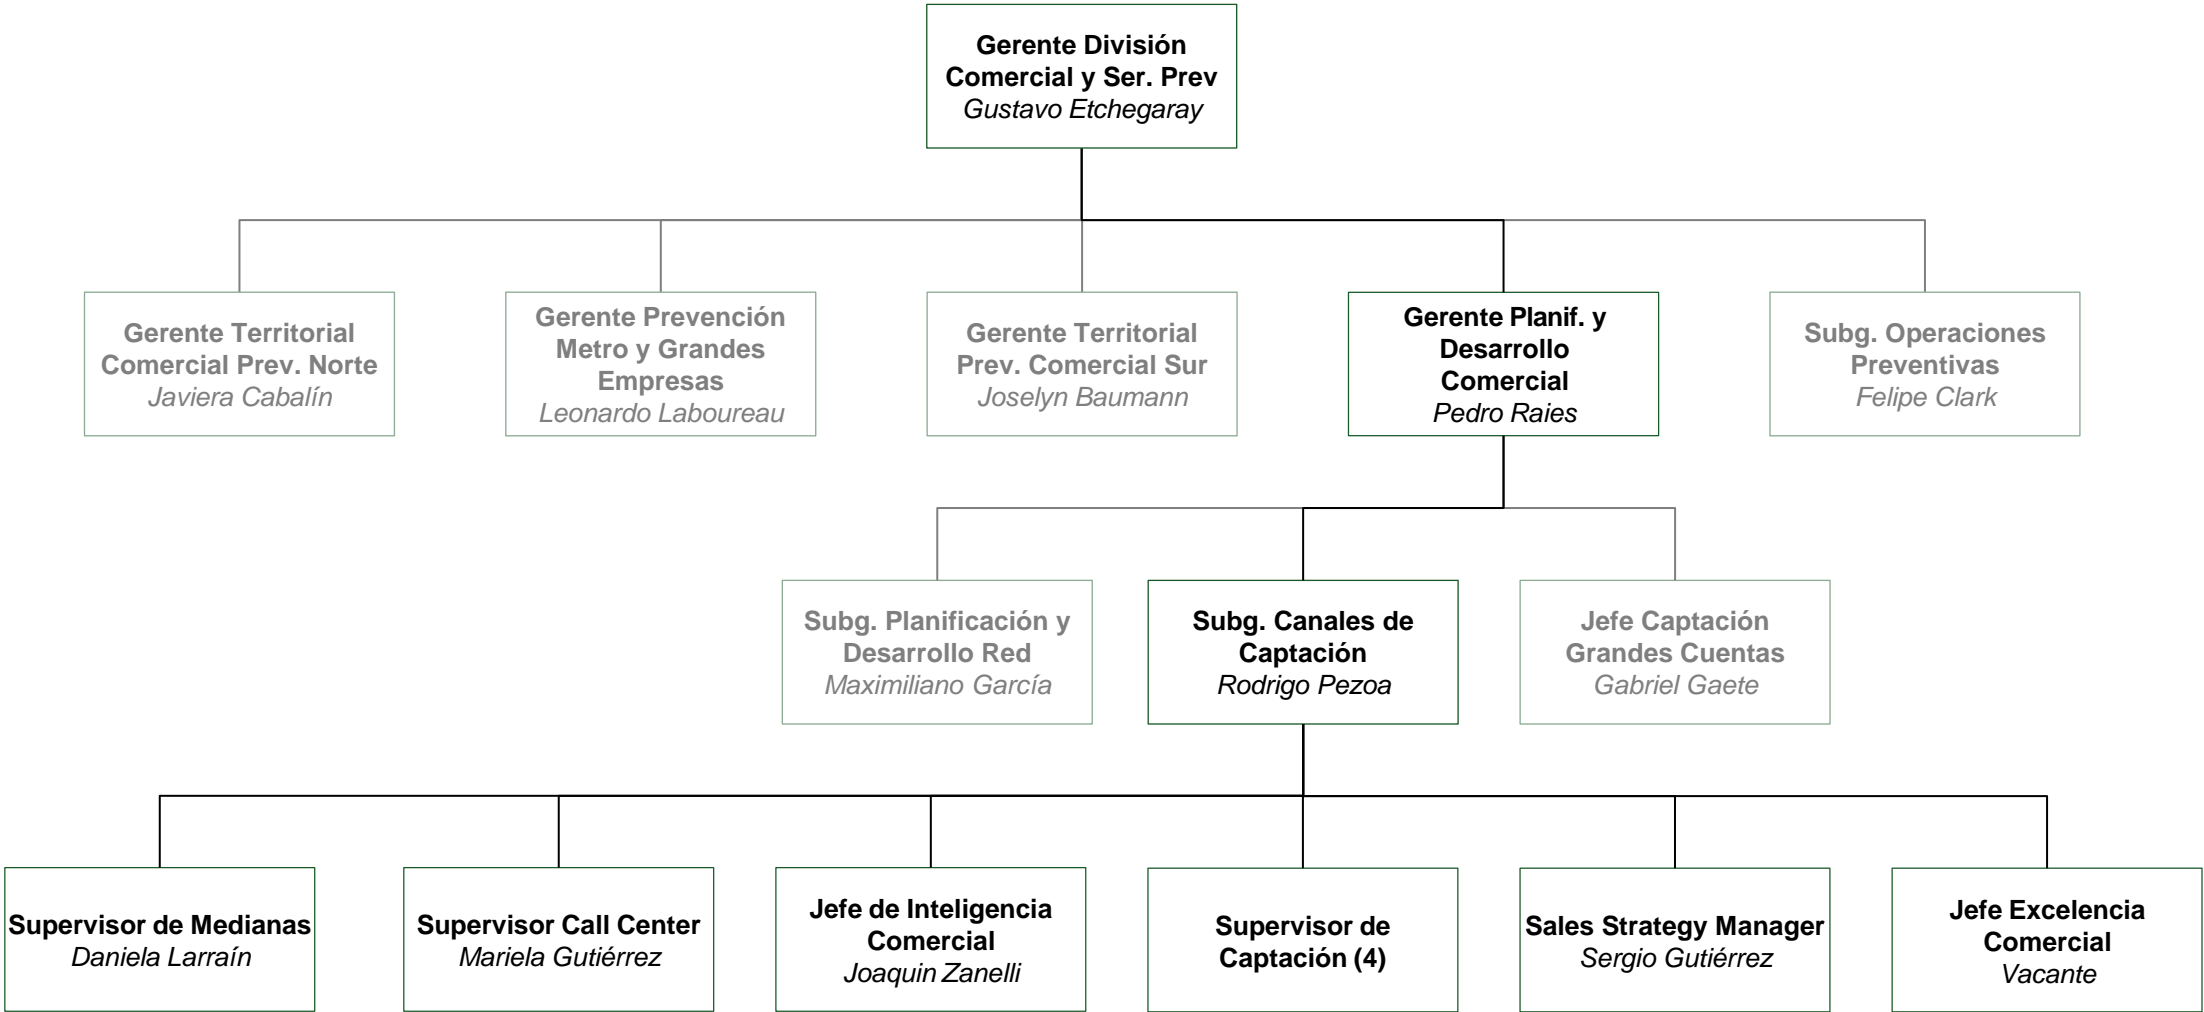 Gerente División
Comercial y Ser. Prev
Gustavo Etchegaray
Gerente Territorial
Comercial Prev. Norte
Javiera Cabalín
Gerente Prevención
Metro y Grandes
Empresas
Leonardo Laboureau
Gerente Territorial
Prev. Comercial Sur
Joselyn Baumann
Gerente Planif. y
Desarrollo
Comercial
Pedro Raies
Subg. Operaciones
Preventivas
Felipe Clark
Subg. Planificación y
Desarrollo Red
Maximiliano García
Subg. Canales de
Captación
Rodrigo Pezoa
Jefe Captación
Grandes Cuentas
Gabriel Gaete
Supervisor de Medianas
Daniela Larraín
Supervisor Call Center
Mariela Gutiérrez
Jefe de Inteligencia
Comercial
Joaquin Zanelli
Supervisor de
Captación (4)
Sales Strategy Manager
Sergio Gutiérrez
Jefe Excelencia
Comercial
Vacante